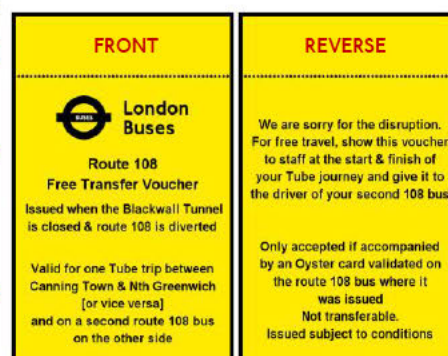 FRONT
BUSES
London
Buses
Route 108
Free Transfer Voucher
Issued when the Blackwall Tunnel
is closed & route 108 is diverted
Valid for one Tube trip between
Canning Town & Nth Greenwich
[or vice versa]
and on a second route 108 bus
on the other side
REVERSE
We are sorry for the disruption.
For free travel, show this voucher
to staff at the start & finish of
your Tube journey and give it to
the driver of your second 108 bus
Only accepted if accompanied
by an Oyster card validated on
the route 108 bus where it
was issued
Not transferable.
Issued subject to conditions